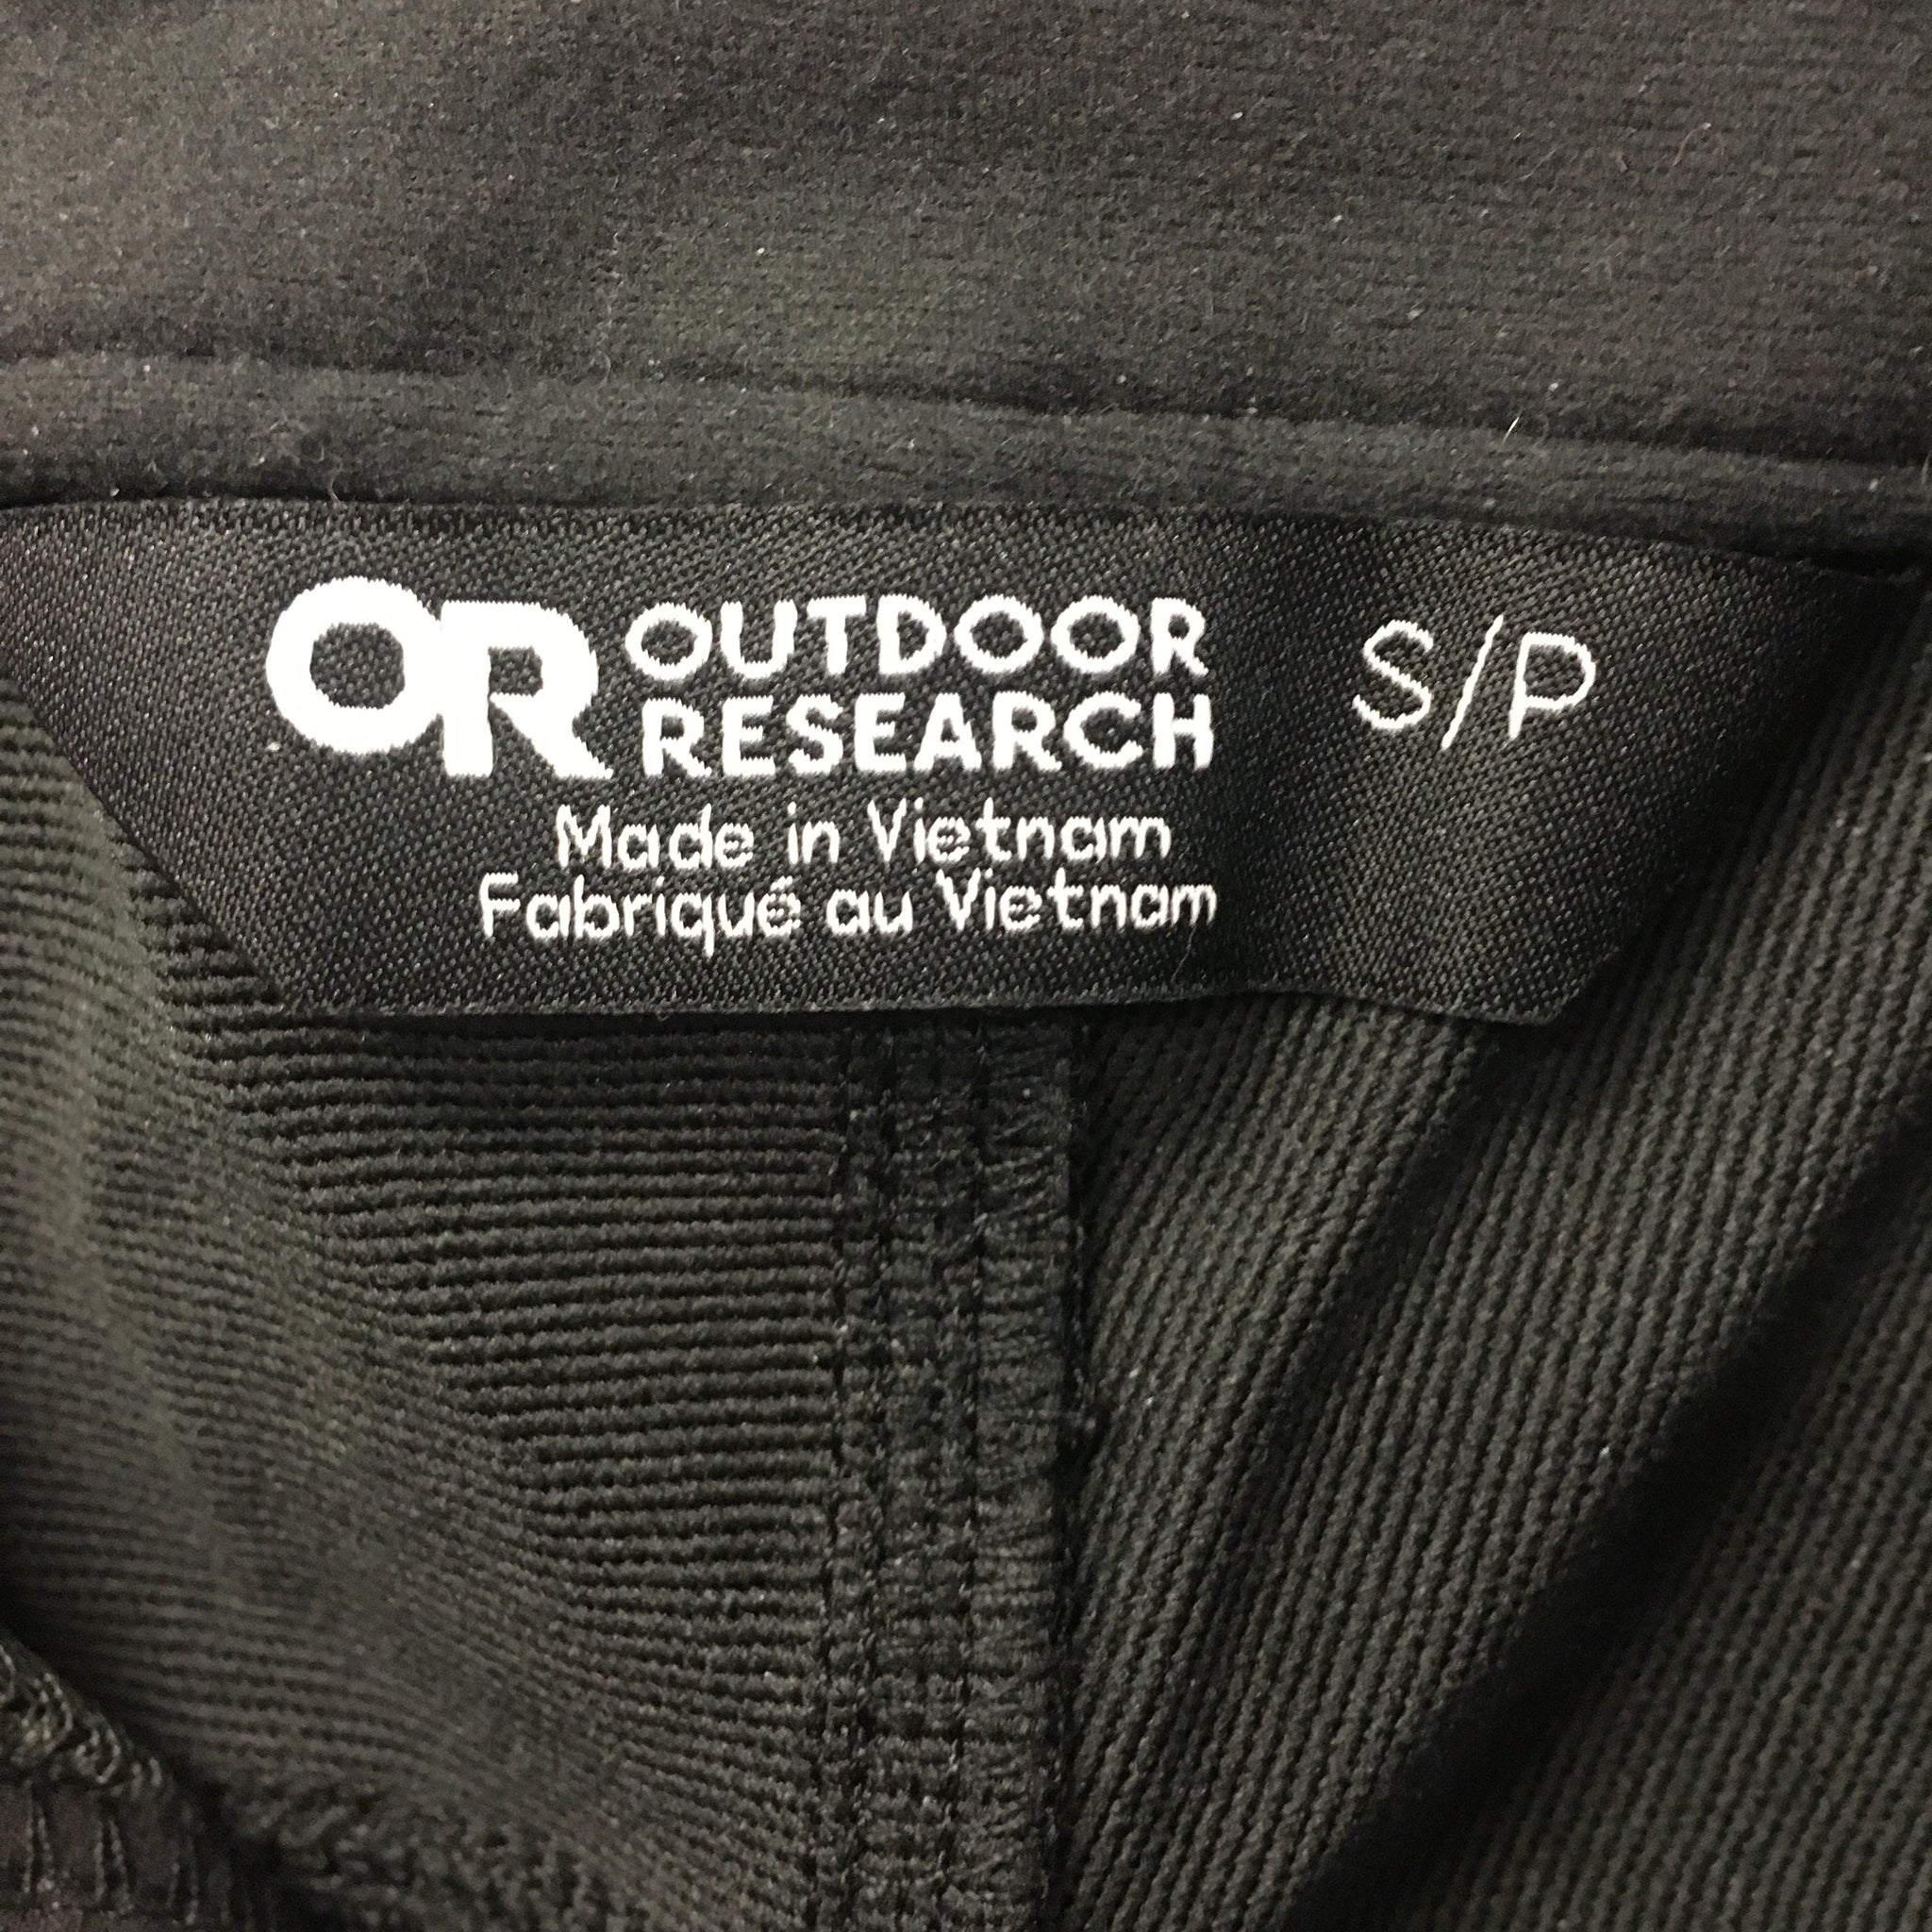 OR OUTDOOR RESEARCH S/P
Made in Vietnam
Fabriqué au Vietnam